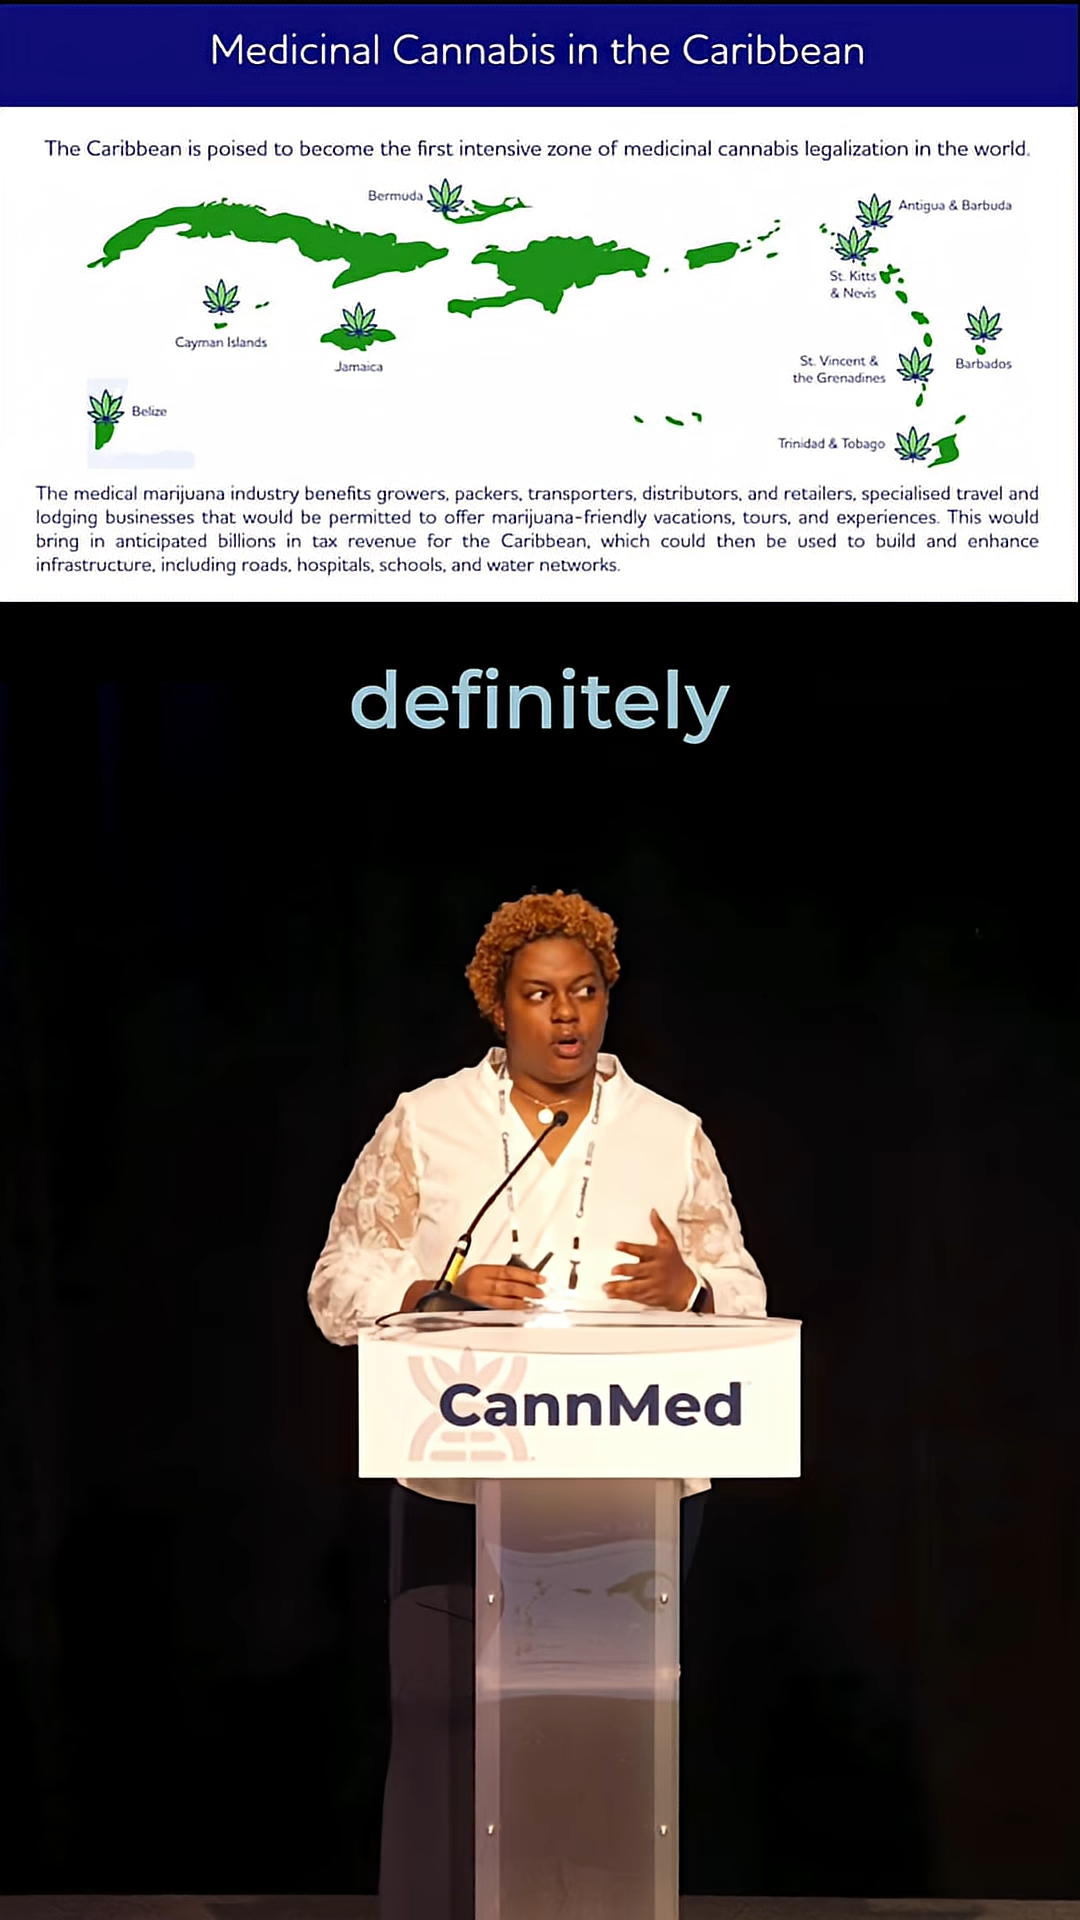 Medicinal Cannabis in the Caribbean
The Caribbean is poised to become the first intensive zone of medicinal cannabis legalization in the world.
Bermuda
Antigua & Barbuda
St. Kitts
& Nevis
Cayman Islands
Jamaica
St. Vincent &
the Grenadines
Barbados
Belize
Trinidad & Tobago
The medical marijuana industry benefits growers, packers, transporters, distributors, and retailers, specialised travel and
lodging businesses that would be permitted to offer marijuana-friendly vacations, tours, and experiences. This would
bring in anticipated billions in tax revenue for the Caribbean, which could then be used to build and enhance
infrastructure, including roads, hospitals, schools, and water networks.
definitely
CannMed